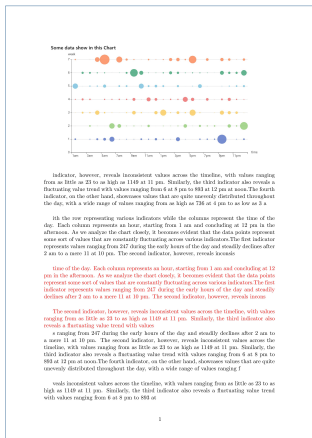 Some data show in this Chart
indicator, however, reveals inconsistent values across the timeline, with values ranging
from as little as 23 to as high as 1149 at 11 pm. Similarly, the third indicator also reveals a
fluctuating value trend with values ranging from 6 at 8 pm to 893 at 12 pm at noon.The fourth
indicator, on the other hand, showcases values that are quite unevenly distributed throughout
the day, with a wide range of values ranging from as high as 736 at 4 pm to as low as 3 a
ith the row representing various indicators while the columns represent the time of
day. Each column represents an hour, starting from 1 am and concluding at 12 pm in the
afternoon. As we analyze the chart closely, it becomes evident that the data points represent
some sort of values that are constantly fluctuating across various indicators.The first indicator
represents values ranging from 247 during the early hours of the day and steadily declines after
2 am to a mere 11 at 10 pm. The second indicator, however, reveals inconsis
time of the day. Each column represents an hour, starting from 1 am and concluding at 12
pm in the afternoon. As we analyze the chart closely, it becomes evident that the data points
represent some sort of values that are constantly fluctuating across various indicators.The first
indicator represents values ranging from 247 during the early hours of the day and steadily
declines after 2 am to a mere 11 at 10 pm. The second indicator, however, reveals incons
The second indicator, however, reveals inconsistent values across the timeline, with values
ranging from as little as 23 to as high as 1149 at 11 pm. Similarly, the third indicator also
reveals a fluctuating value trend with values
s ranging from 247 during the early hours of the day and steadily declines after 2 am to
a mere 11 at 10 pm. The second indicator, however, reveals inconsistent values across the
timeline, with values ranging from as little as 23 to as high as 1149 at 11 pm. Similarly, the
third indicator also reveals a fluctuating value trend with values ranging from 6 at 8 pm to
893 at 12 pm at noon.The fourth indicator, on the other hand, showcases values that are quite
unevenly distributed throughout the day, with a wide range of values ranging f
veals inconsistent values across the timeline, with values ranging from as little as 23 to as
high as 1149 at 11 pm. Similarly, the third indicator also reveals a fluctuating value trend
with values ranging from 6 at 8 pm to 893 at
1